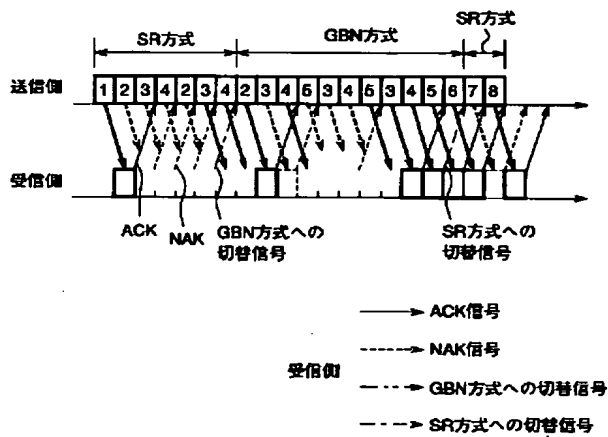 SR方式
GBN方式
SR方式
送信側
1 2 3 4 2 3 4 2 3 4 5 3 4 5 3 4 5 6 7 8
受信側
ACK
NAK
GBN方式への
切替信号
SR方式への
切替信号
受信側
ACK信号
NAK信号
GBN方式への切替信号
SR方式への切替信号